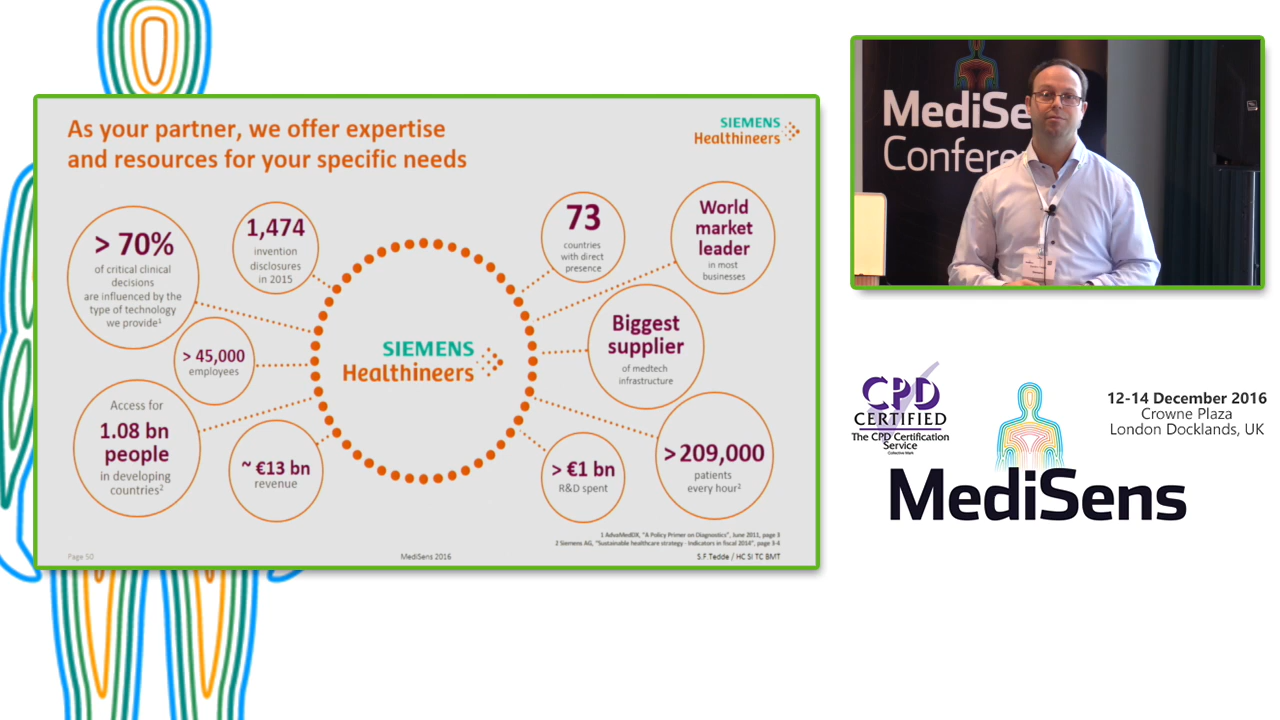 As your partner, we offer expertise
and resources for your specific needs
SIEMENS
Healthineers
> 70%
of critical clinical
decisions
are influenced by the
type of technology
we provide1
1,474
invention
disclosures
in 2015
> 45,000
employees
Access for
1.08 bn
people
in developing
countries2
~ €13 bn
revenue
SIEMENS
Healthineers
73
countries
with direct
presence
World
market
leader
in most
businesses
Biggest
supplier
of medtech
infrastructure
> 209,000
patients
every hour2
> €1 bn
R&D spent
1 AdvaMedDX, "A Policy Primer on Diagnostics", June 2011, page 3
2 Siemens AG, "Sustainable healthcare strategy - Indicators in fiscal 2014", page 3-4
Page 50
MediSens 2016
S.F.Tedde / HC SI TC BMT
MediSe
Confere
CPD
CERTIFIED
The CPD Certification
Service
Collective Mark
12-14 December 2016
Crowne Plaza
London Docklands, UK
MediSens